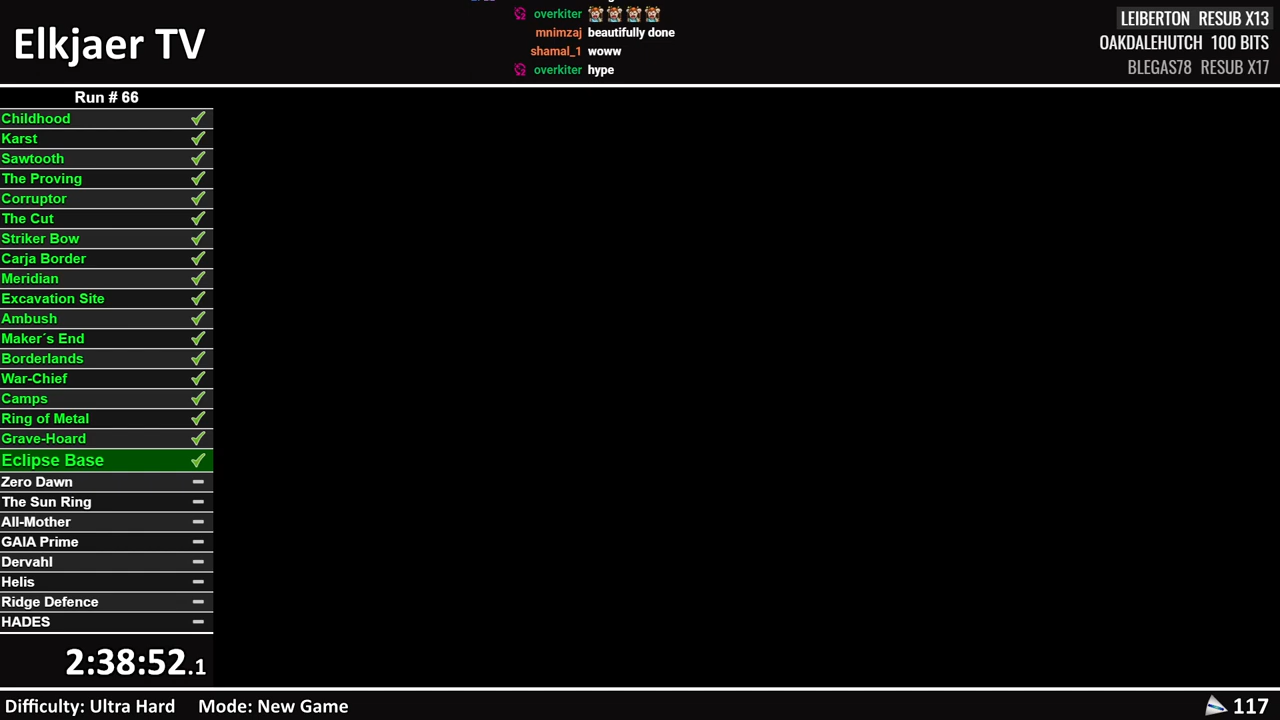 Elkjaer TV
overkiter
mnimzaj beautifully done
shamal_1 woww
overkiter hype
LEIBERTON RESUB X13
OAKDALEHUTCH 100 BITS
BLEGAS78 RESUB X17
Run # 66
Childhood
Karst
Sawtooth
The Proving
Corruptor
The Cut
Striker Bow
Carja Border
Meridian
Excavation Site
Ambush
Maker´s End
Borderlands
War-Chief
Camps
Ring of Metal
Grave-Hoard
Eclipse Base
Zero Dawn
The Sun Ring
All-Mother
GAIA Prime
Dervahl
Helis
Ridge Defence
HADES
2:38:52.1
Difficulty: Ultra Hard Mode: New Game
117